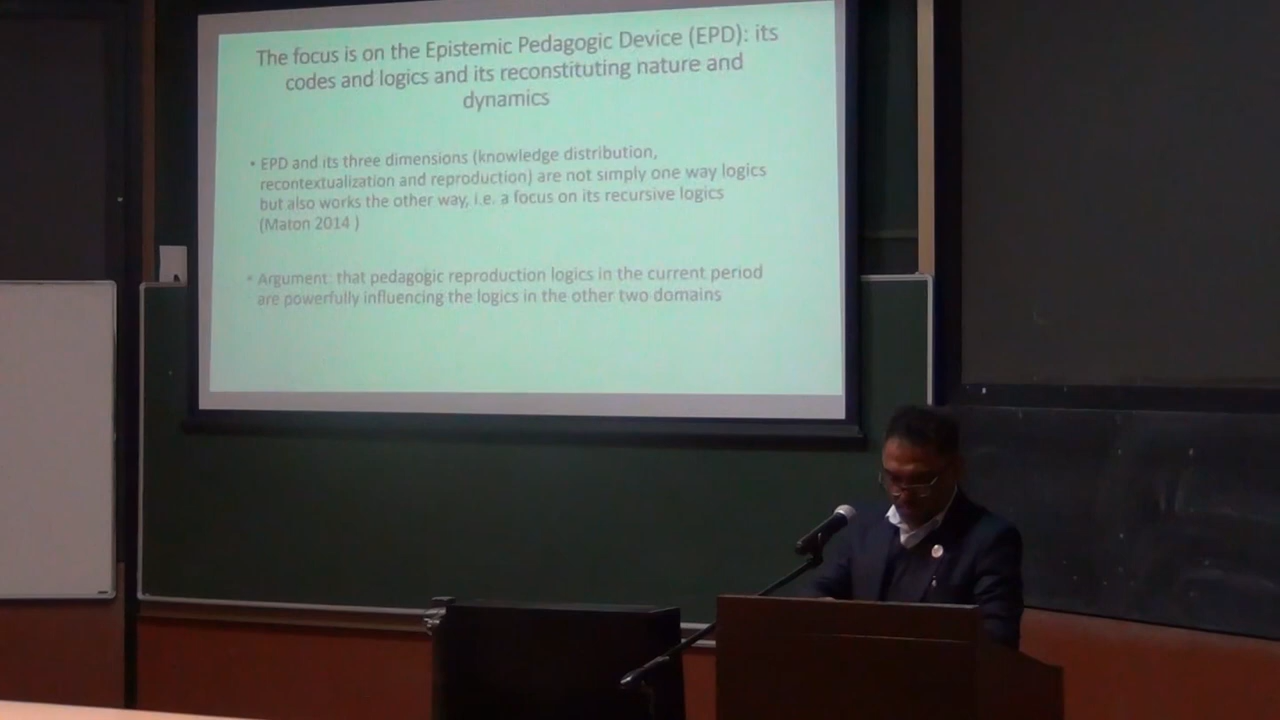 The focus is on the Epistemic Pedagogic Device (EPD): its
codes and logics and its reconstituting nature and
dynamics
• EPD and its three dimensions (knowledge distribution,
recontextualization and reproduction) are not simply one way logics
but also works the other way, i.e. a focus on its recursive logics
(Maton 2014 )
• Argument: that pedagogic reproduction logics in the current period
are powerfully influencing the logics in the other two domains